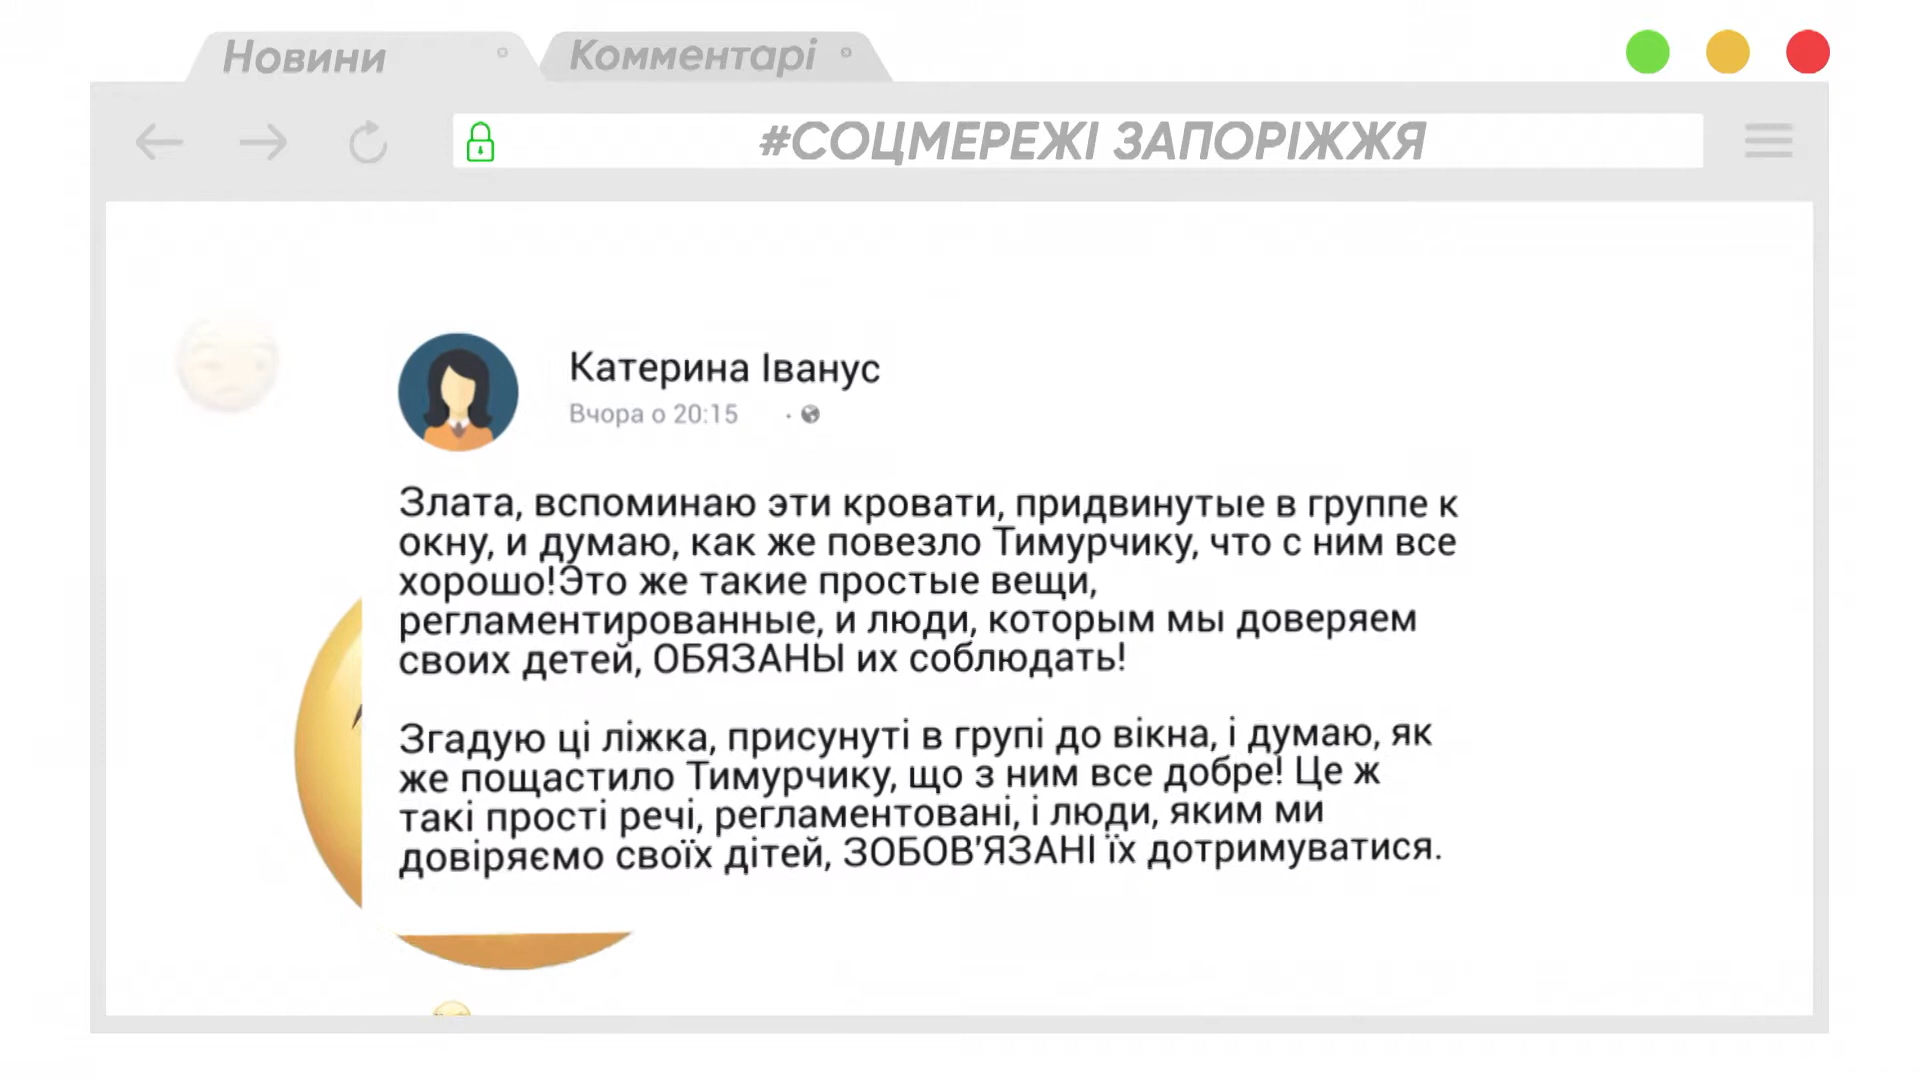 Новини
Комментарі
#СОЦМЕРЕЖІ ЗАПОРІЖЖЯ
Катерина Іванус
Вчора о 20:15
Злата, вспоминаю эти кровати, придвинутые в группе к
окну, и думаю, как же повезло Тимурчику, что с ним все
хорошо!Это же такие простые вещи,
регламентированные, и люди, которым мы доверяем
своих детей, ОБЯЗАНЫ их соблюдать!
Згадую ці ліжка, присунуті в групі до вікна, і думаю, як
же пощастило Тимурчику, що з ним все добре! Це ж
такі прості речі, регламентовані, і люди, яким ми
довіряємо своїх дітей, ЗОБОВ'ЯЗАНІ їх дотримуватися.